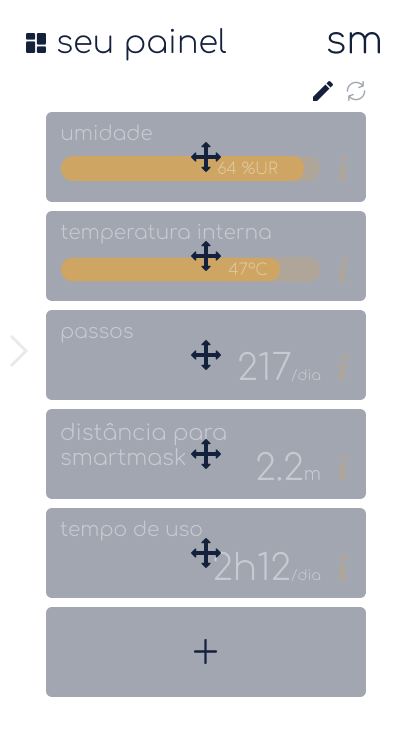 seu painel
sm
umidade
64 %UR
temperatura interna
47°C
passos
217/dia
distância para
smartmask
2.2m
tempo de uso
2h12/dia